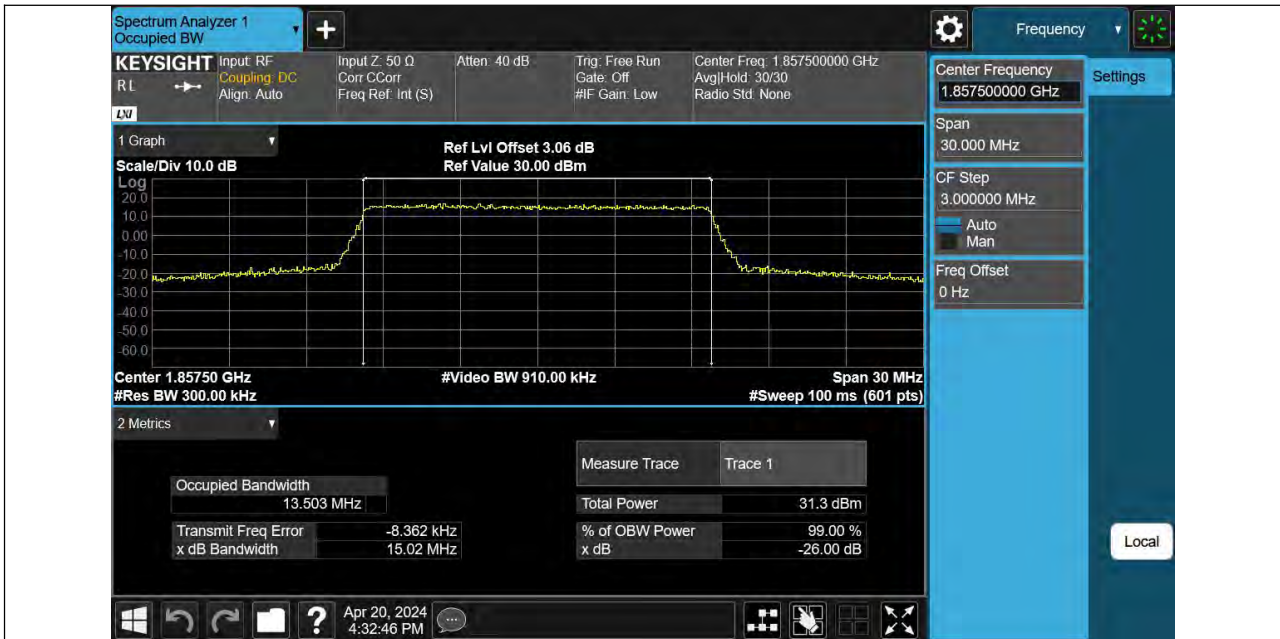 Spectrum Analyzer 1
Occupied BW
+
Frequency
KEYSIGHT
RL
LXI
Input: RF
Coupling: DC
Align: Auto
Input Z: 50 Ω
Corr CCorr
Freq Ref: Int (S)
Atten: 40 dB
Trig: Free Run
Gate: Off
#IF Gain: Low
Center Freq: 1.857500000 GHz
Avg|Hold: 30/30
Radio Std: None
Center Frequency
1.857500000 GHz
Settings
Span
30.000 MHz
CF Step
3.000000 MHz
Auto
Man
Freq Offset
0 Hz
Local
1 Graph
Scale/Div 10.0 dB
Ref Lvl Offset 3.06 dB
Ref Value 30.00 dBm
Log
20.0
10.0
0.00
-10.0
-20.0
-30.0
-40.0
-50.0
-60.0
Center 1.85750 GHz
#Video BW 910.00 kHz
Span 30 MHz
#Res BW 300.00 kHz
#Sweep 100 ms (601 pts)
2 Metrics
Measure Trace
Trace 1
Occupied Bandwidth
13.503 MHz
Total Power
31.3 dBm
Transmit Freq Error
-8.362 kHz
% of OBW Power
99.00 %
x dB Bandwidth
15.02 MHz
x dB
-26.00 dB
?
Apr 20, 2024
4:32:46 PM